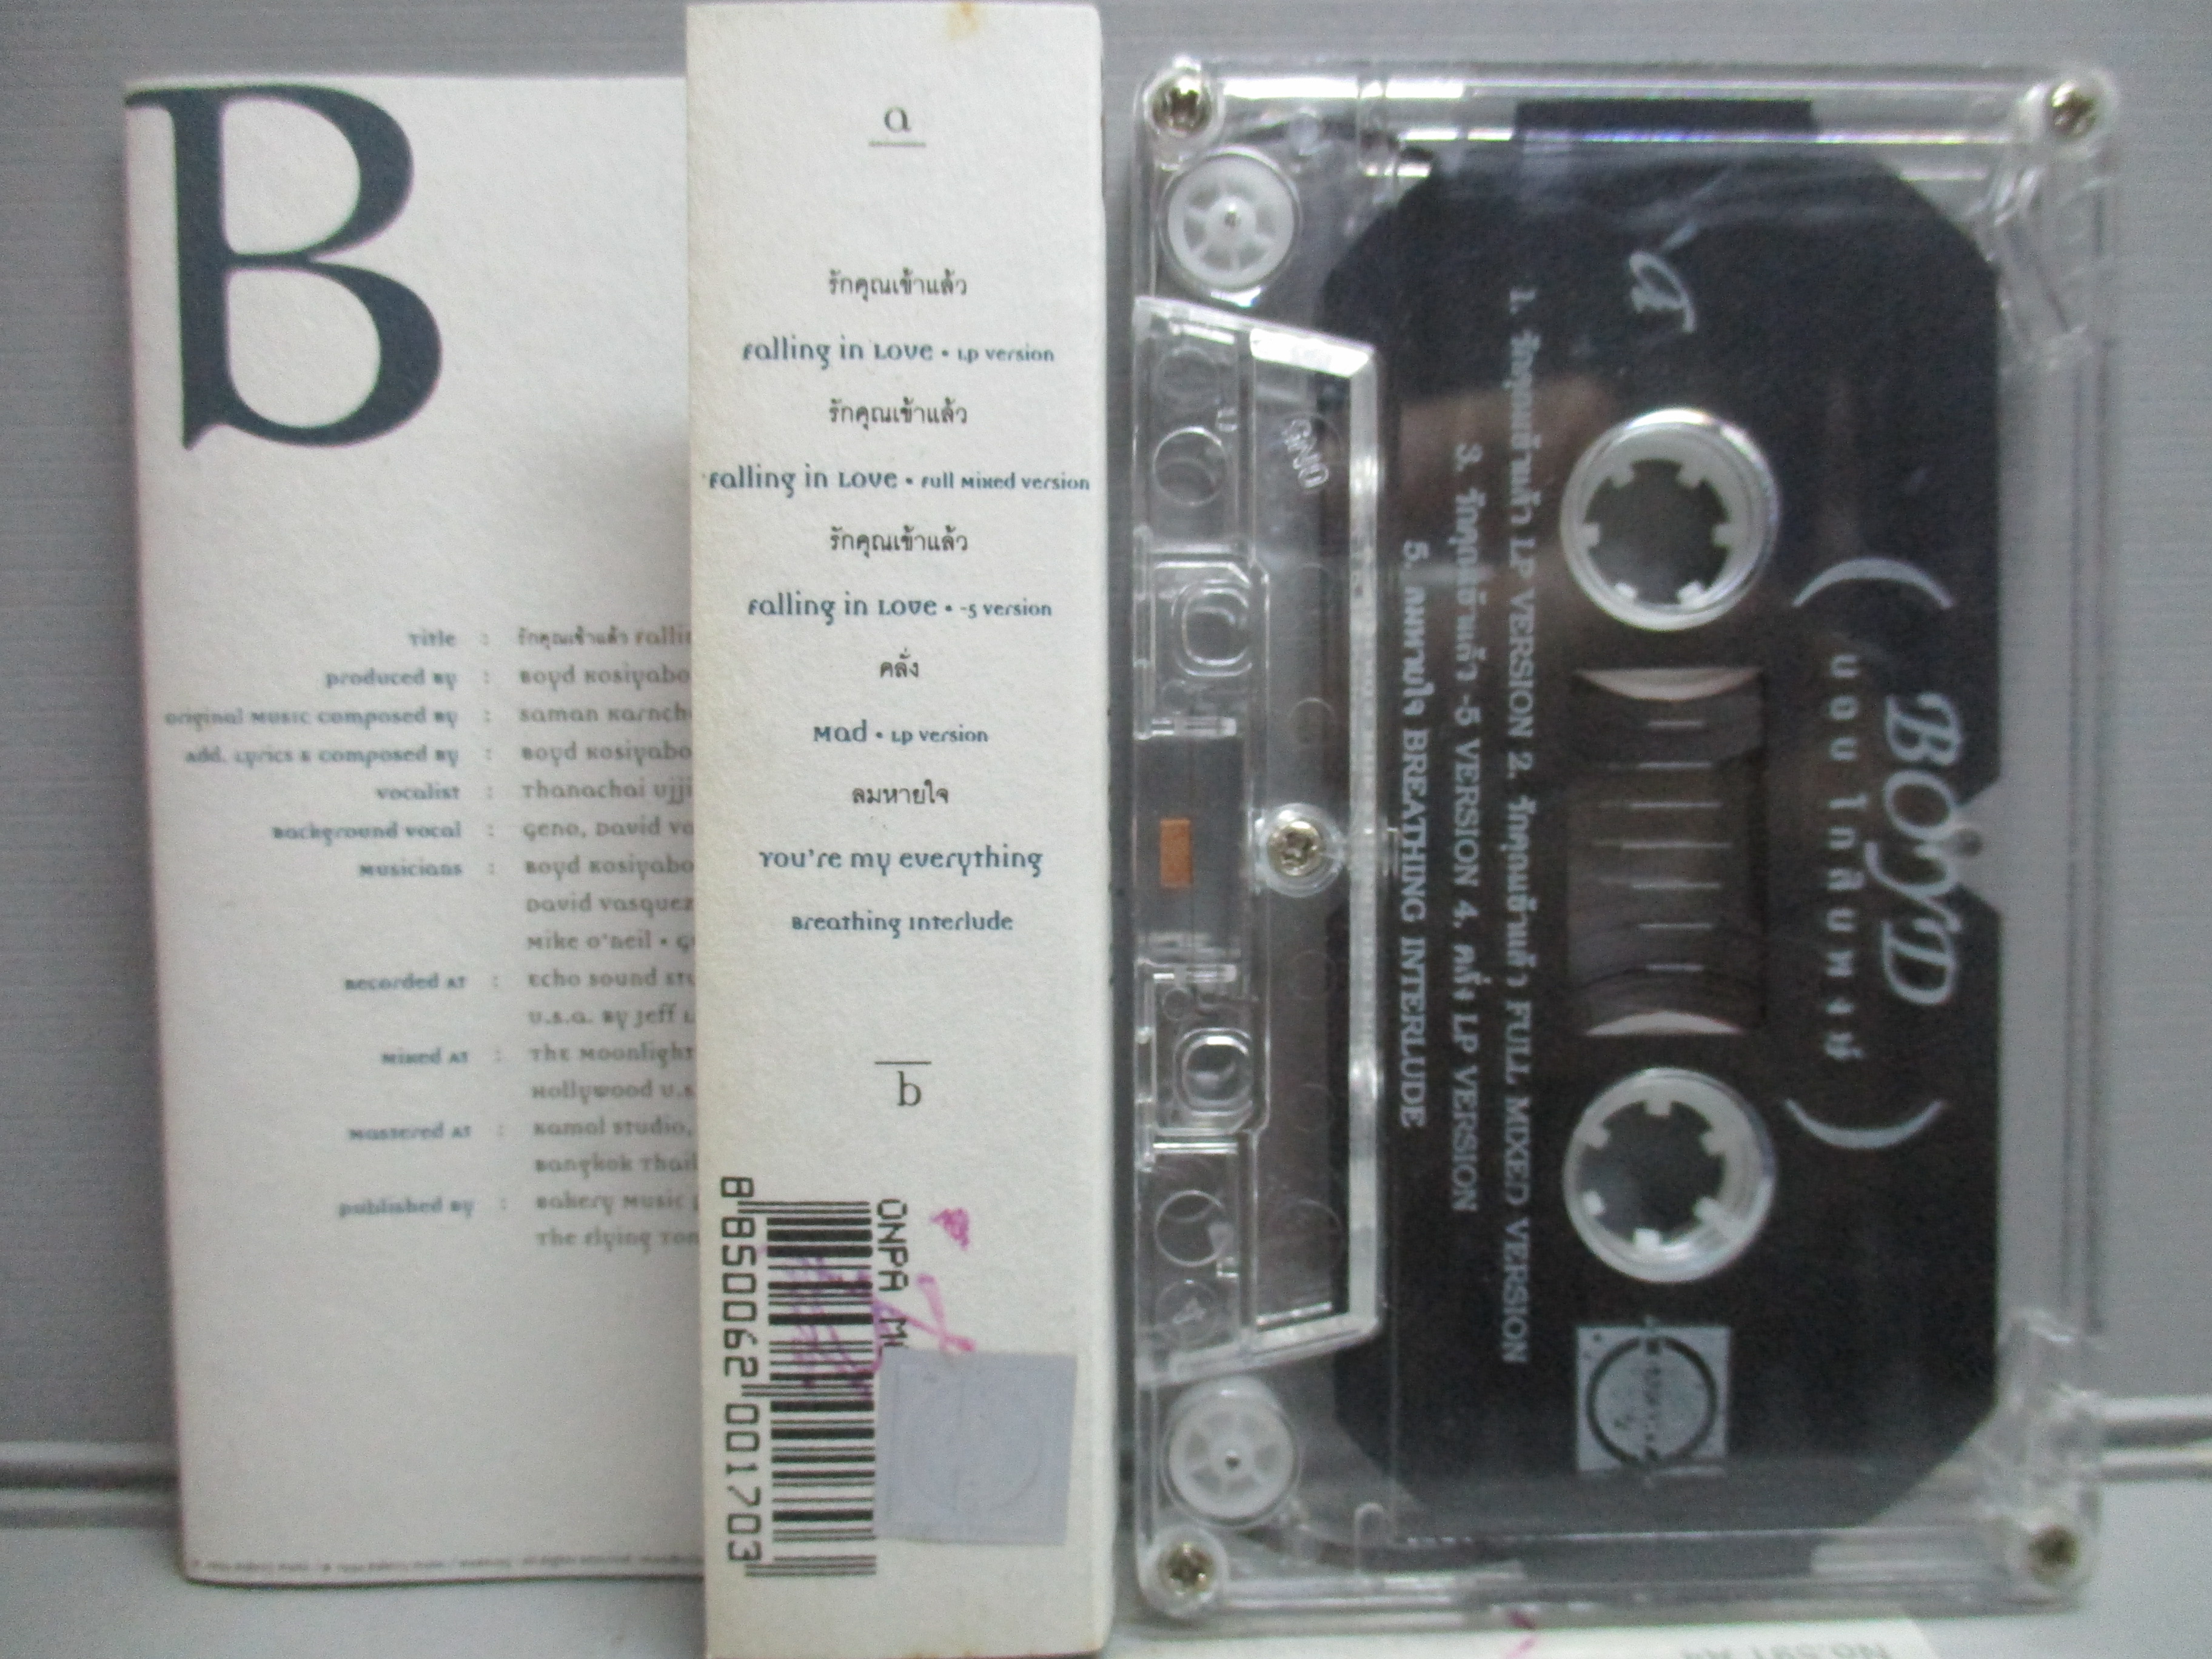 B
Title : รักคุณเข้าแล้ว Falli
Produced By : Boyd Kosiyabo
Original Music Composed By : Saman Karnch
Add. Lyrics & Composed By : Boyd Kosiyabo
Vocalist : Thanachai Ujji
Background Vocal : Geno, David Va
Musicians : Boyd Kosiyabo
David Vasquez
Mike O'Neil • G
Recorded At : Echo Sound Stu
U.S.A. By Jeff L
Mixed At : The Moonlight
Hollywood U.S.
Mastered At : Kamol Studio,
Bangkok Thail
Published By : Bakery Music
The Flying Ton
a
รักคุณเข้าแล้ว
Falling in Love • LP Version
รักคุณเข้าแล้ว
Falling in Love • Full Mixed Version
รักคุณเข้าแล้ว
Falling in Love • -5 Version
คลั่ง
Mad • LP Version
ลมหายใจ
You're My Everything
Breathing Interlude
b
ONPA MU
8 850062 001703
a
1. รักคุณเข้าแล้ว LP VERSION 2. รักคุณเข้าแล้ว FULL MIXED VERSION
3. รักคุณเข้าแล้ว -5 VERSION 4. คลั่ง LP VERSION
5. ลมหายใจ BREATHING INTERLUDE
BOYD
( บอย โกสิยพงษ์ )
ONPA